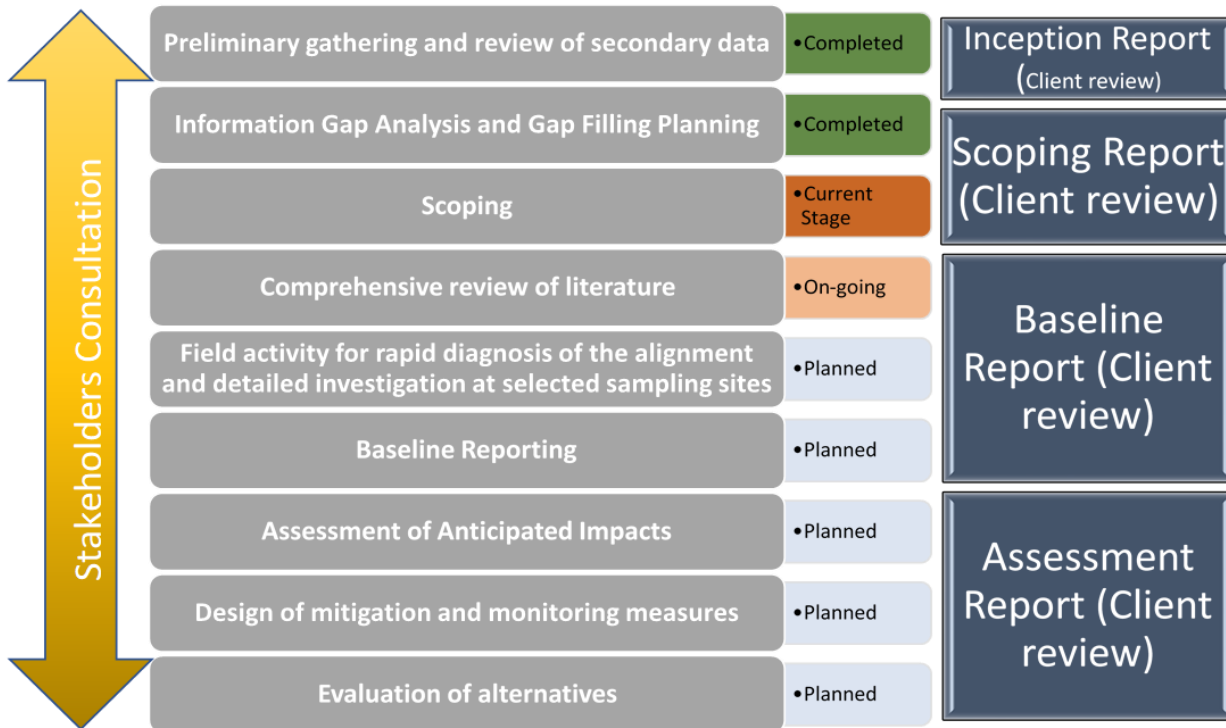 Stakeholders Consultation
Preliminary gathering and review of secondary data
•Completed
Inception Report
(Client review)
Information Gap Analysis and Gap Filling Planning
•Completed
Scoping Report
(Client review)
Scoping
•Current
Stage
Comprehensive review of literature
•On-going
Baseline
Report (Client
review)
Field activity for rapid diagnosis of the alignment
and detailed investigation at selected sampling sites
•Planned
Baseline Reporting
•Planned
Assessment of Anticipated Impacts
•Planned
Assessment
Report (Client
review)
Design of mitigation and monitoring measures
•Planned
Evaluation of alternatives
•Planned